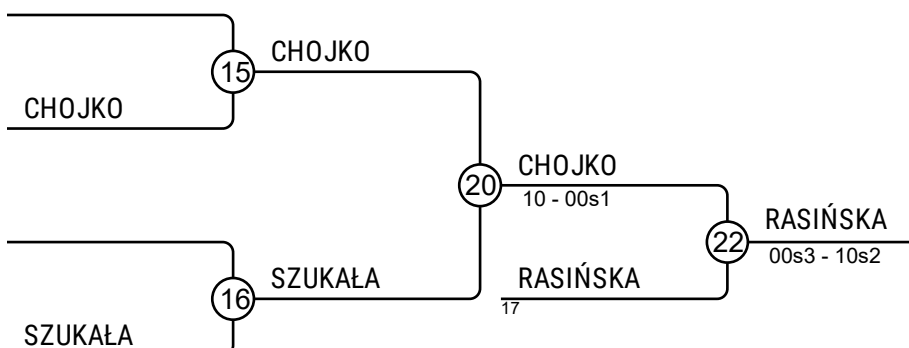 CHOJKO
15
CHOJKO
CHOJKO
20
10 - 00s1
RASIŃSKA
22
00s3 - 10s2
SZUKAŁA
16
RASIŃSKA
17
SZUKAŁA